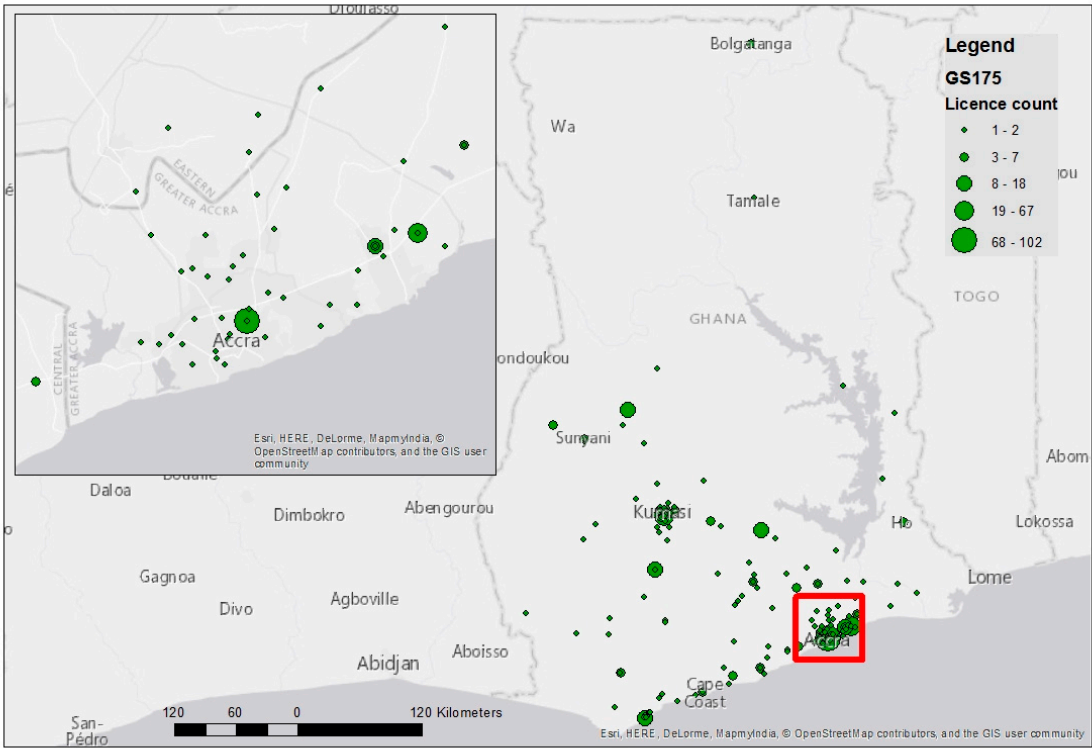 Bolgatanga
Wa
Tamale
GHANA
TOGO
ondoukou
Sunyani
Kumasi
Ho
Abom
Lokossa
Lome
Accra
Cape
Coast
Daloa
Dimbokro
Abengourou
Gagnoa
Divo
Agboville
Abidjan
Aboisso
San-
Pédro
EASTERN
GREATER ACCRA
CENTRAL
GREATER ACCRA
Accra
Esri, HERE, DeLorme, MapmyIndia, ©
OpenStreetMap contributors, and the GIS user
community
Legend
GS175
Licence count
1 - 2
3 - 7
8 - 18
19 - 67
68 - 102
120 60 0 120 Kilometers
Esri, HERE, DeLorme, MapmyIndia, © OpenStreetMap contributors, and the GIS user community